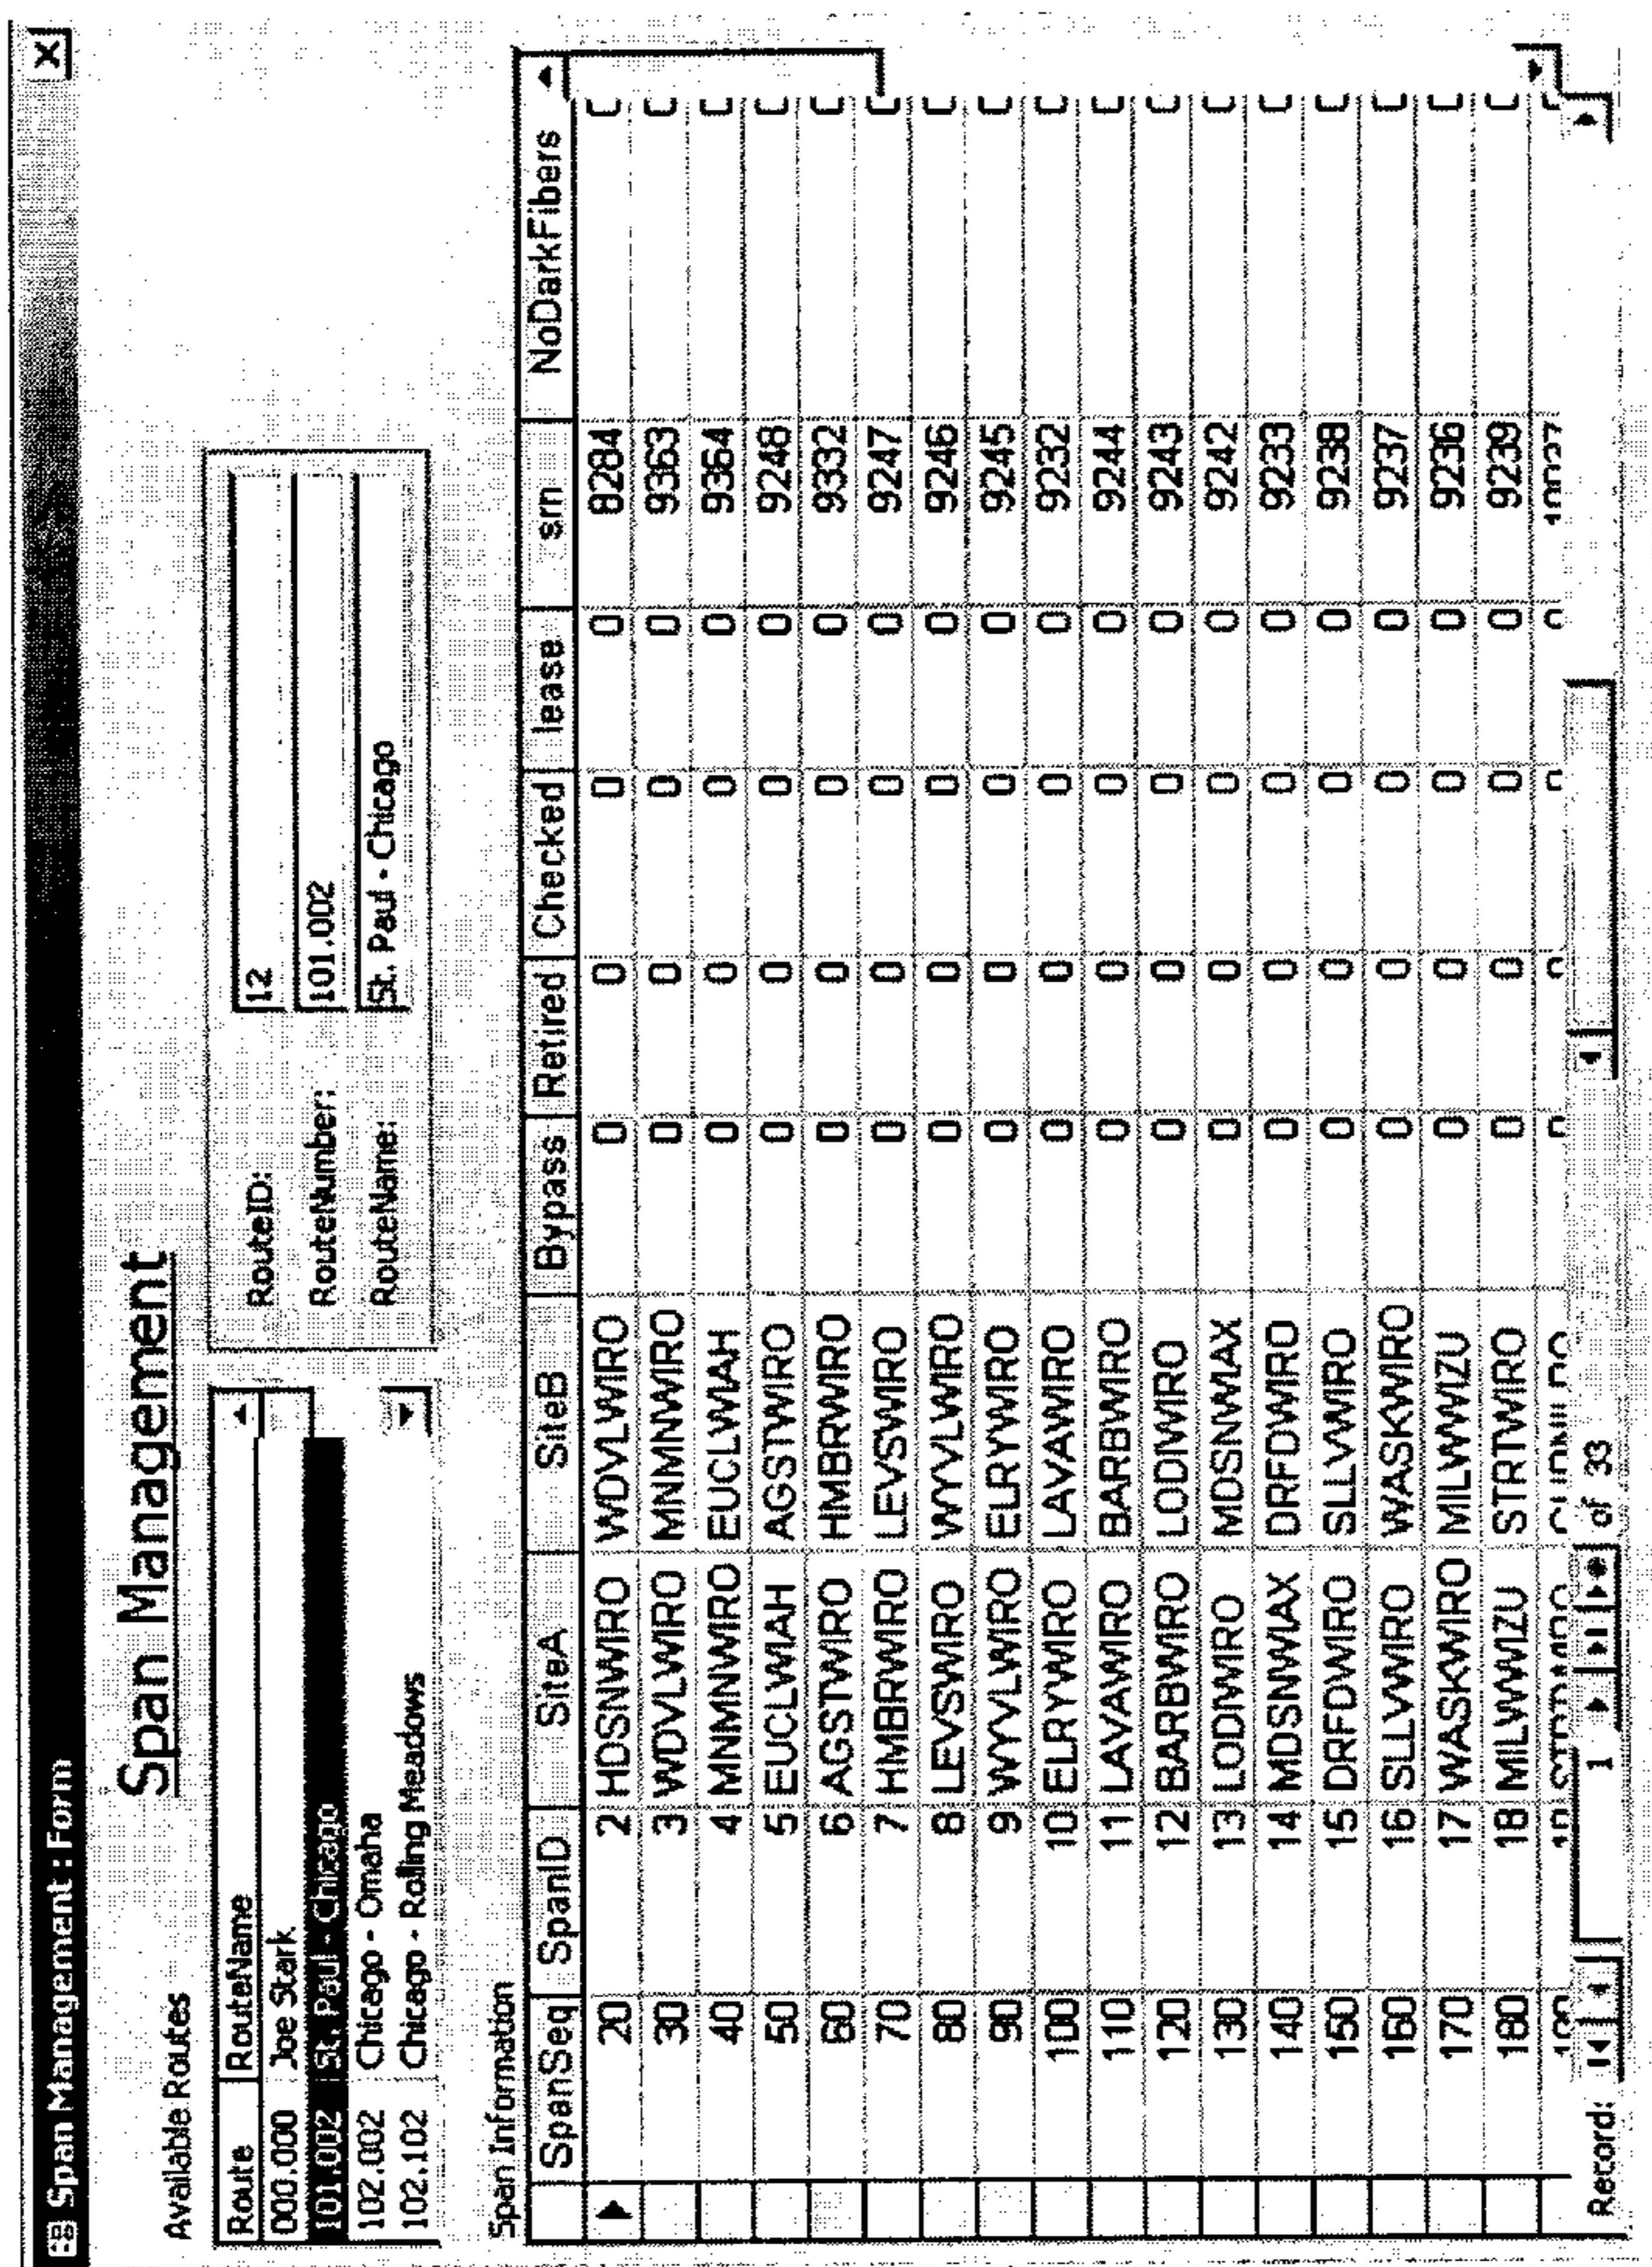 Span Management : Form
Span Management
Available Routes
Route RouteName
000.000 Joe Stark
101.002 St. Paul - Chicago
102.002 Chicago - Omaha
102.102 Chicago - Rolling Meadows
RouteID: 12
RouteNumber: 101.002
RouteName: St. Paul - Chicago
Span Information
SpanSeq SpanID SiteA SiteB Bypass Retired Checked lease srn NoDarkFibers
20 2 HDSNWIRO WDVLWIRO 0 0 0 0 8284
30 3 WDVLWIRO MNMNWIRO 0 0 0 0 9363
40 4 MNMNWIRO EUCLWIAH 0 0 0 0 9364
50 5 EUCLWIAH AGSTWIRO 0 0 0 0 9248
60 6 AGSTWIRO HMBRWIRO 0 0 0 0 9332
70 7 HMBRWIRO LEVSWIRO 0 0 0 0 9247
80 8 LEVSWIRO WYVLWIRO 0 0 0 0 9246
90 9 WYVLWIRO ELRYWIRO 0 0 0 0 9245
100 10 ELRYWIRO LAVAWIRO 0 0 0 0 9232
110 11 LAVAWIRO BARBWIRO 0 0 0 0 9244
120 12 BARBWIRO LODIWIRO 0 0 0 0 9243
130 13 LODIWIRO MDSNWIAX 0 0 0 0 9242
140 14 MDSNWIAX DRFDWIRO 0 0 0 0 9233
150 15 DRFDWIRO SLLVWIRO 0 0 0 0 9238
160 16 SLLVWIRO WASKWIRO 0 0 0 0 9237
170 17 WASKWIRO MILWWIZU 0 0 0 0 9236
180 18 MILWWIZU STRTWIRO 0 0 0 0 9239
Record: 1 of 33